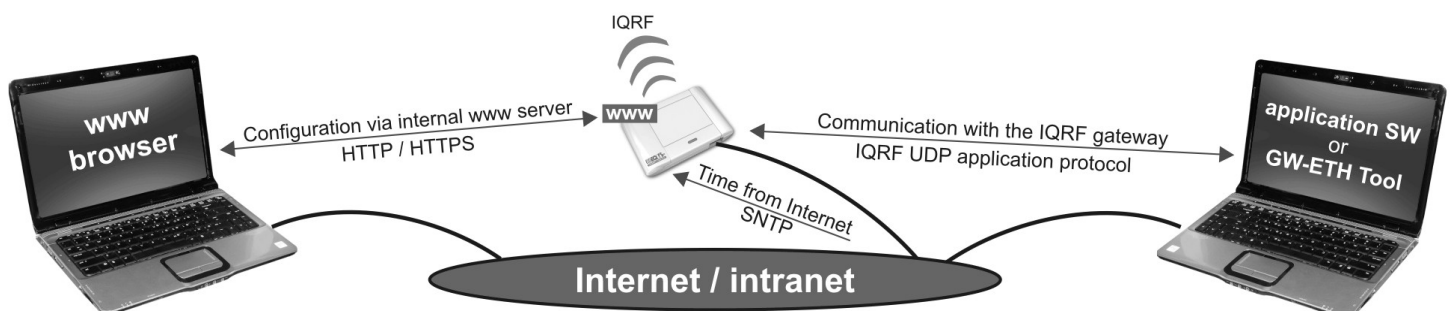 IQRF
www
browser
Configuration via internal www server
HTTP / HTTPS
www
Communication with the IQRF gateway
IQRF UDP application protocol
application SW
or
GW-ETH Tool
Time from Internet
SNTP
Internet / intranet